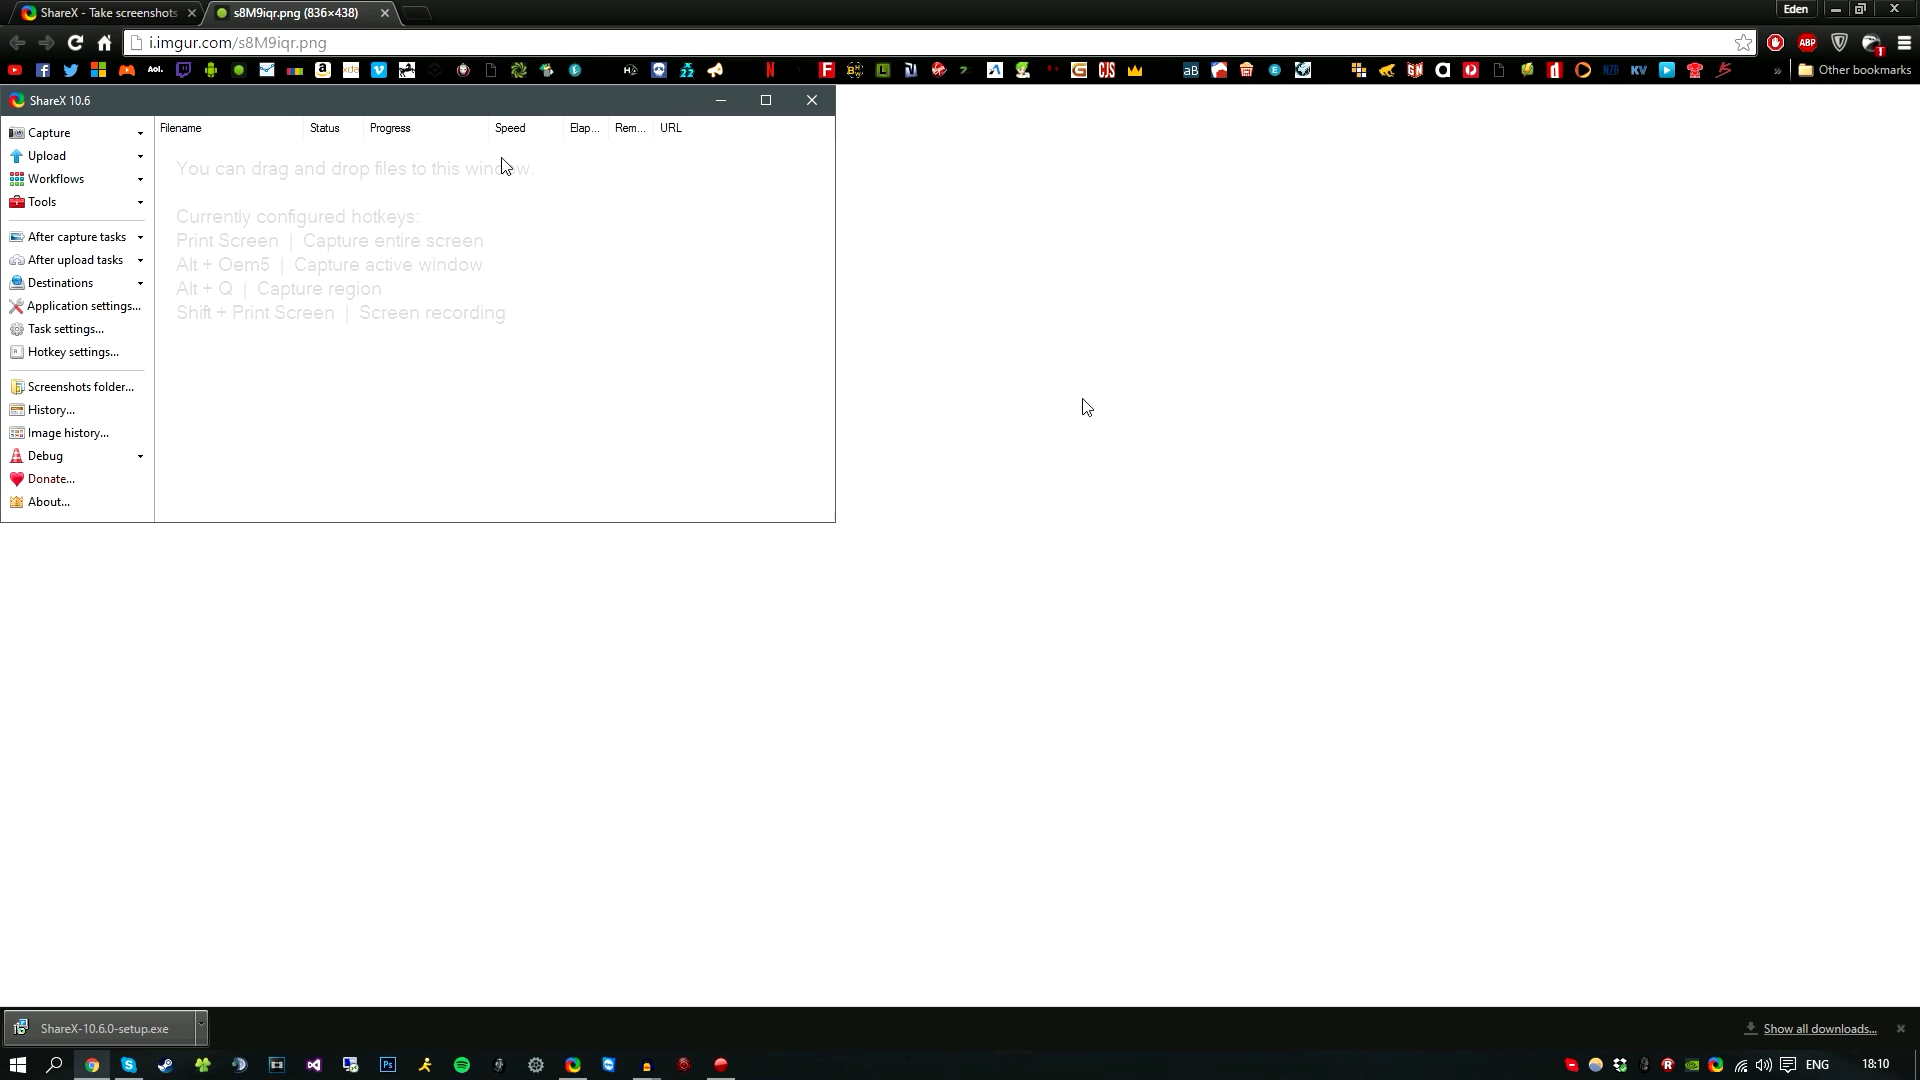 ShareX - Take screenshots
s8M9iqr.png (836×438)
Eden
i.imgur.com/s8M9iqr.png
Other bookmarks
ShareX 10.6
Capture
Upload
Workflows
Tools
After capture tasks
After upload tasks
Destinations
Application settings...
Task settings...
Hotkey settings...
Screenshots folder...
History...
Image history...
Debug
Donate...
About...
Filename Status Progress Speed Elap... Rem... URL
You can drag and drop files to this window.
Currently configured hotkeys:
Print Screen | Capture entire screen
Alt + Oem5 | Capture active window
Alt + Q | Capture region
Shift + Print Screen | Screen recording
ShareX-10.6.0-setup.exe
Show all downloads...
ENG
18:10